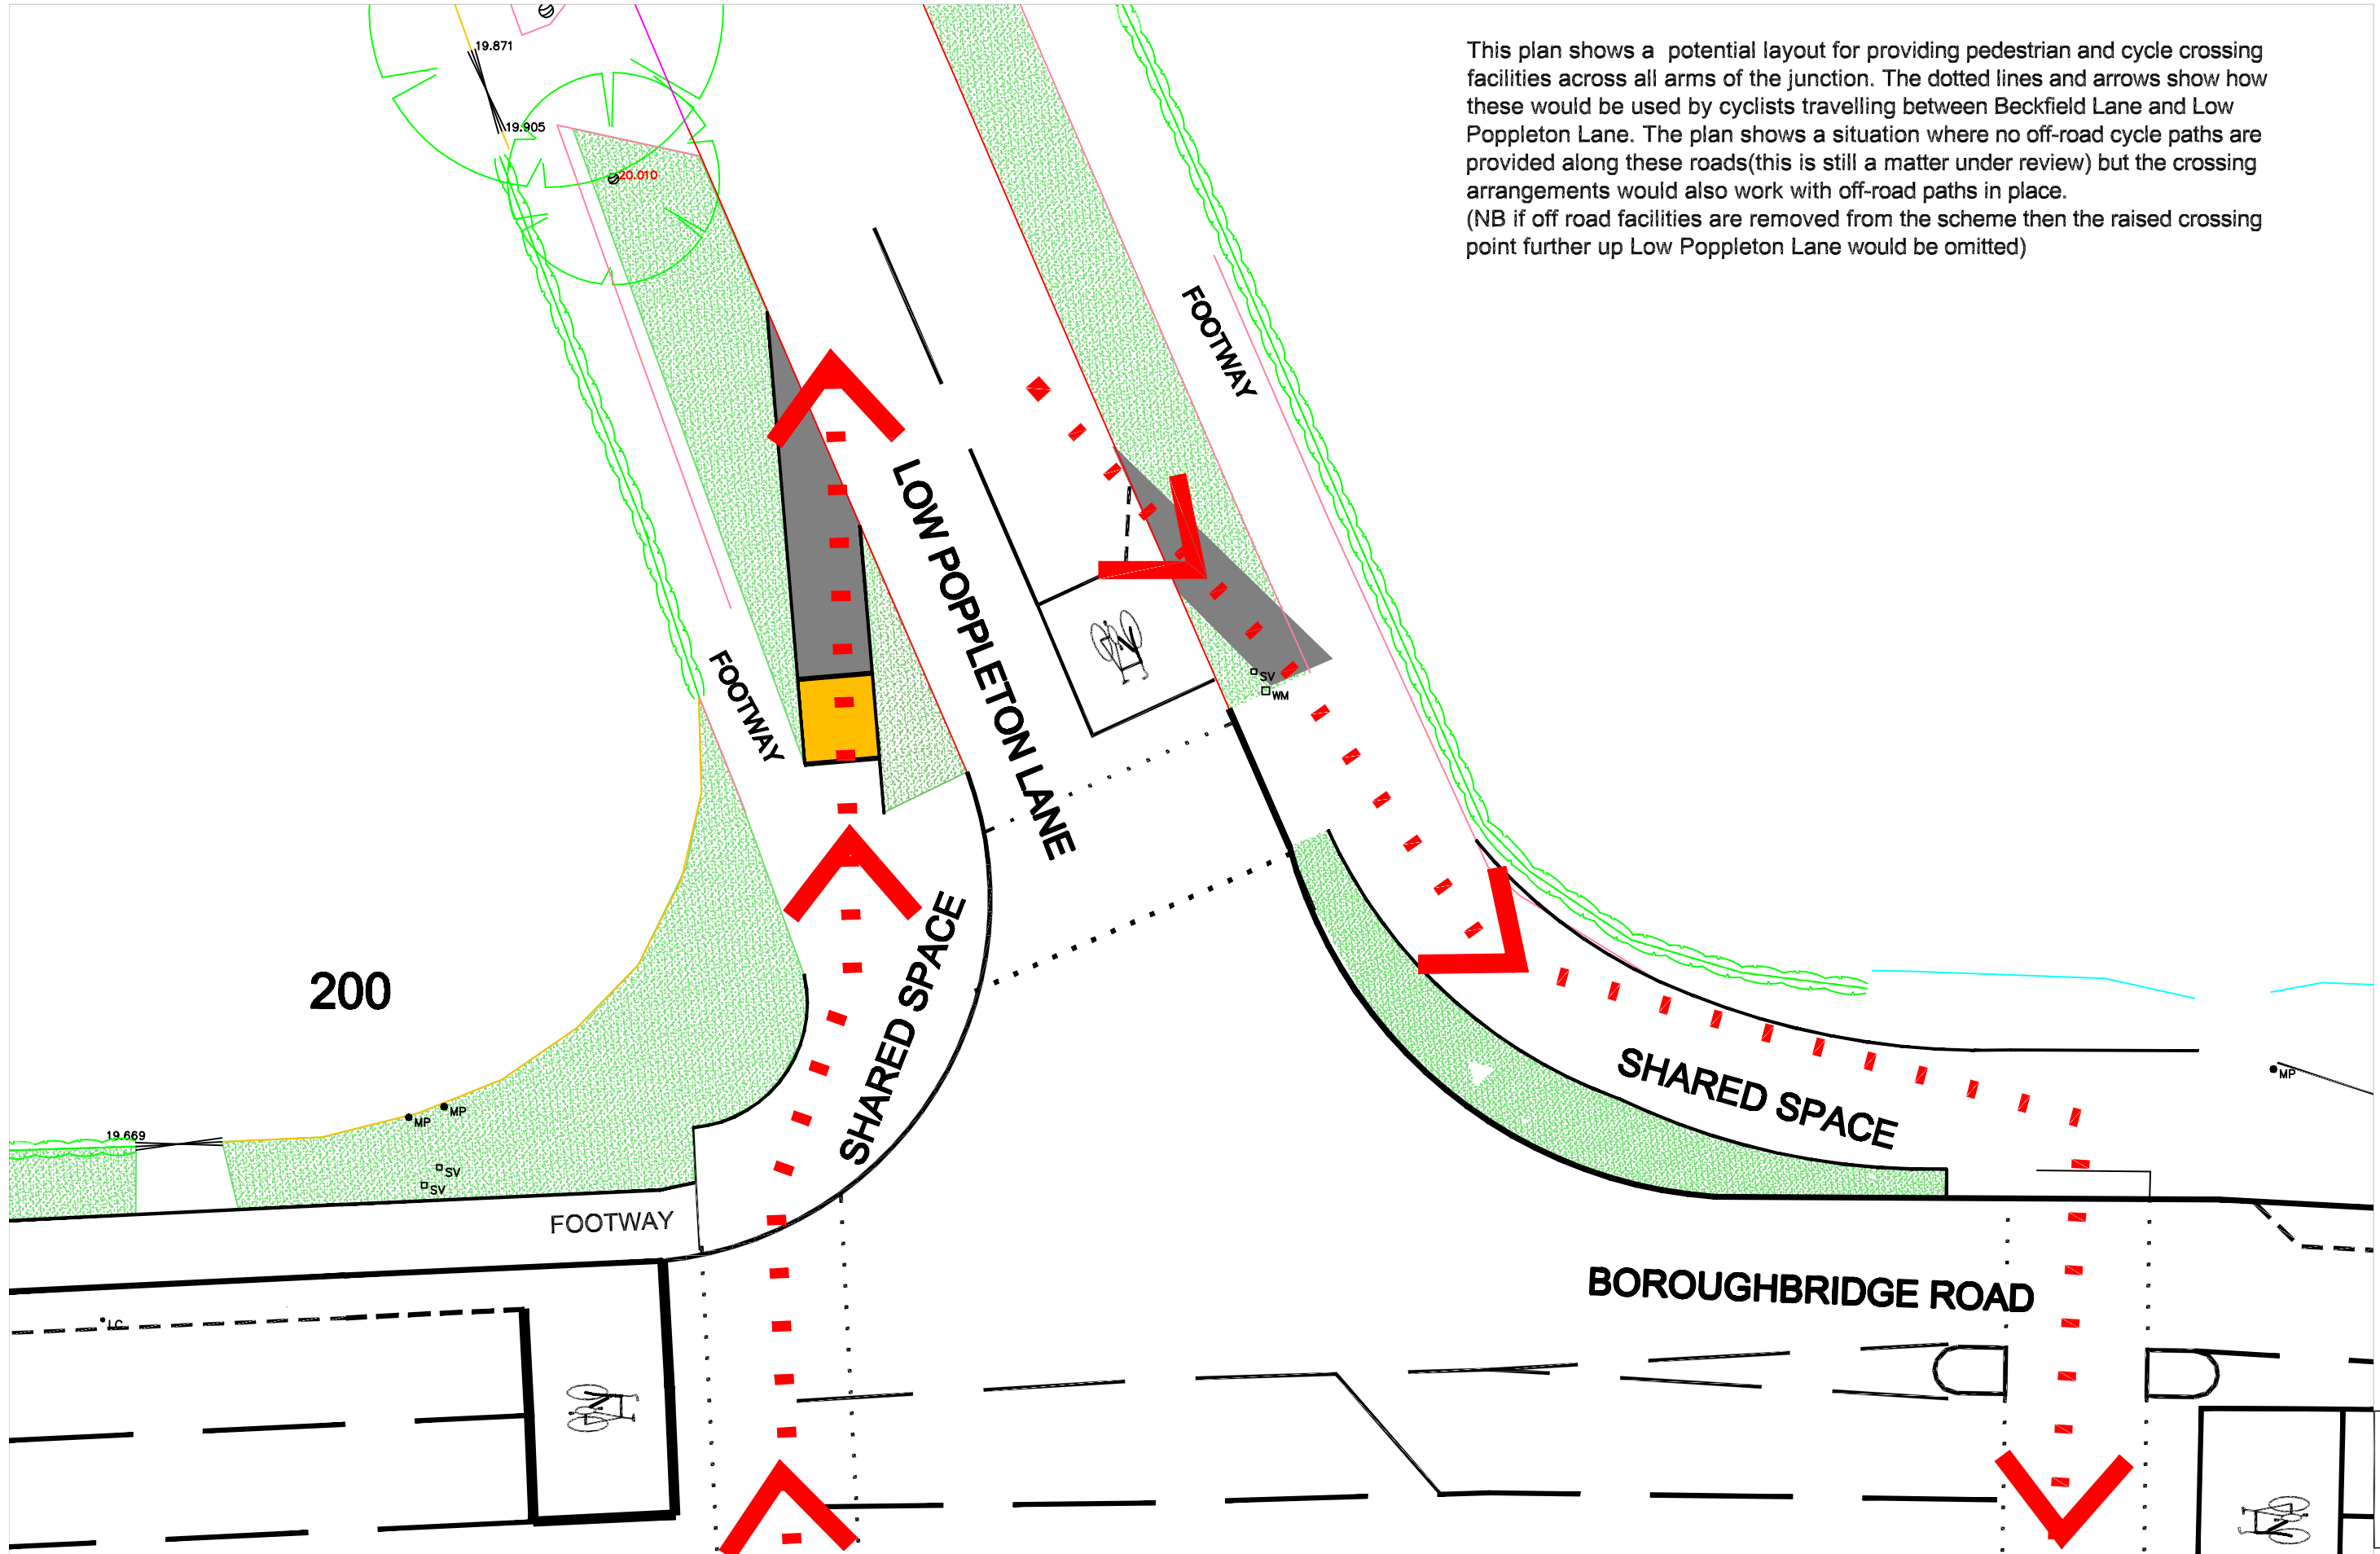 This plan shows a  potential layout for providing pedestrian and cycle crossing
facilities across all arms of the junction. The dotted lines and arrows show how
these would be used by cyclists travelling between Beckfield Lane and Low
Poppleton Lane. The plan shows a situation where no off-road cycle paths are
provided along these roads(this is still a matter under review) but the crossing
arrangements would also work with off-road paths in place.
(NB if off road facilities are removed from the scheme then the raised crossing
point further up Low Poppleton Lane would be omitted)
19.871
19.905
20.010
FOOTWAY
LOW POPPLETON LANE
FOOTWAY
SV
WM
SHARED SPACE
200
SHARED SPACE
MP
MP
MP
19.669
SV
SV
FOOTWAY
BOROUGHBRIDGE ROAD
LC